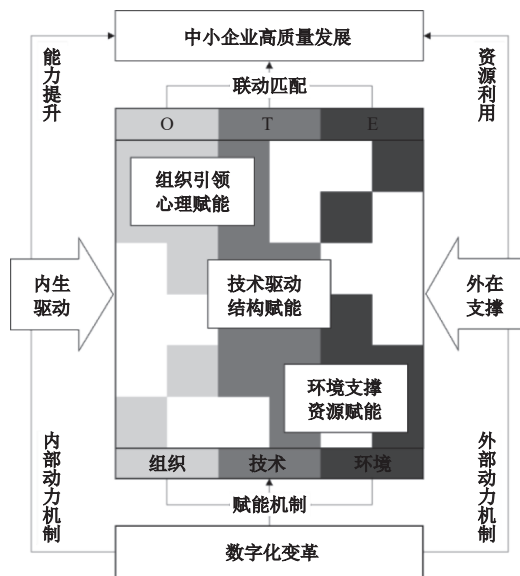 中小企业高质量发展
能力提升
资源利用
联动匹配
O T E
组织引领
心理赋能
内生
驱动
技术驱动
结构赋能
外在
支撑
环境支撑
资源赋能
内部动力机制
外部动力机制
组织 技术 环境
赋能机制
数字化变革